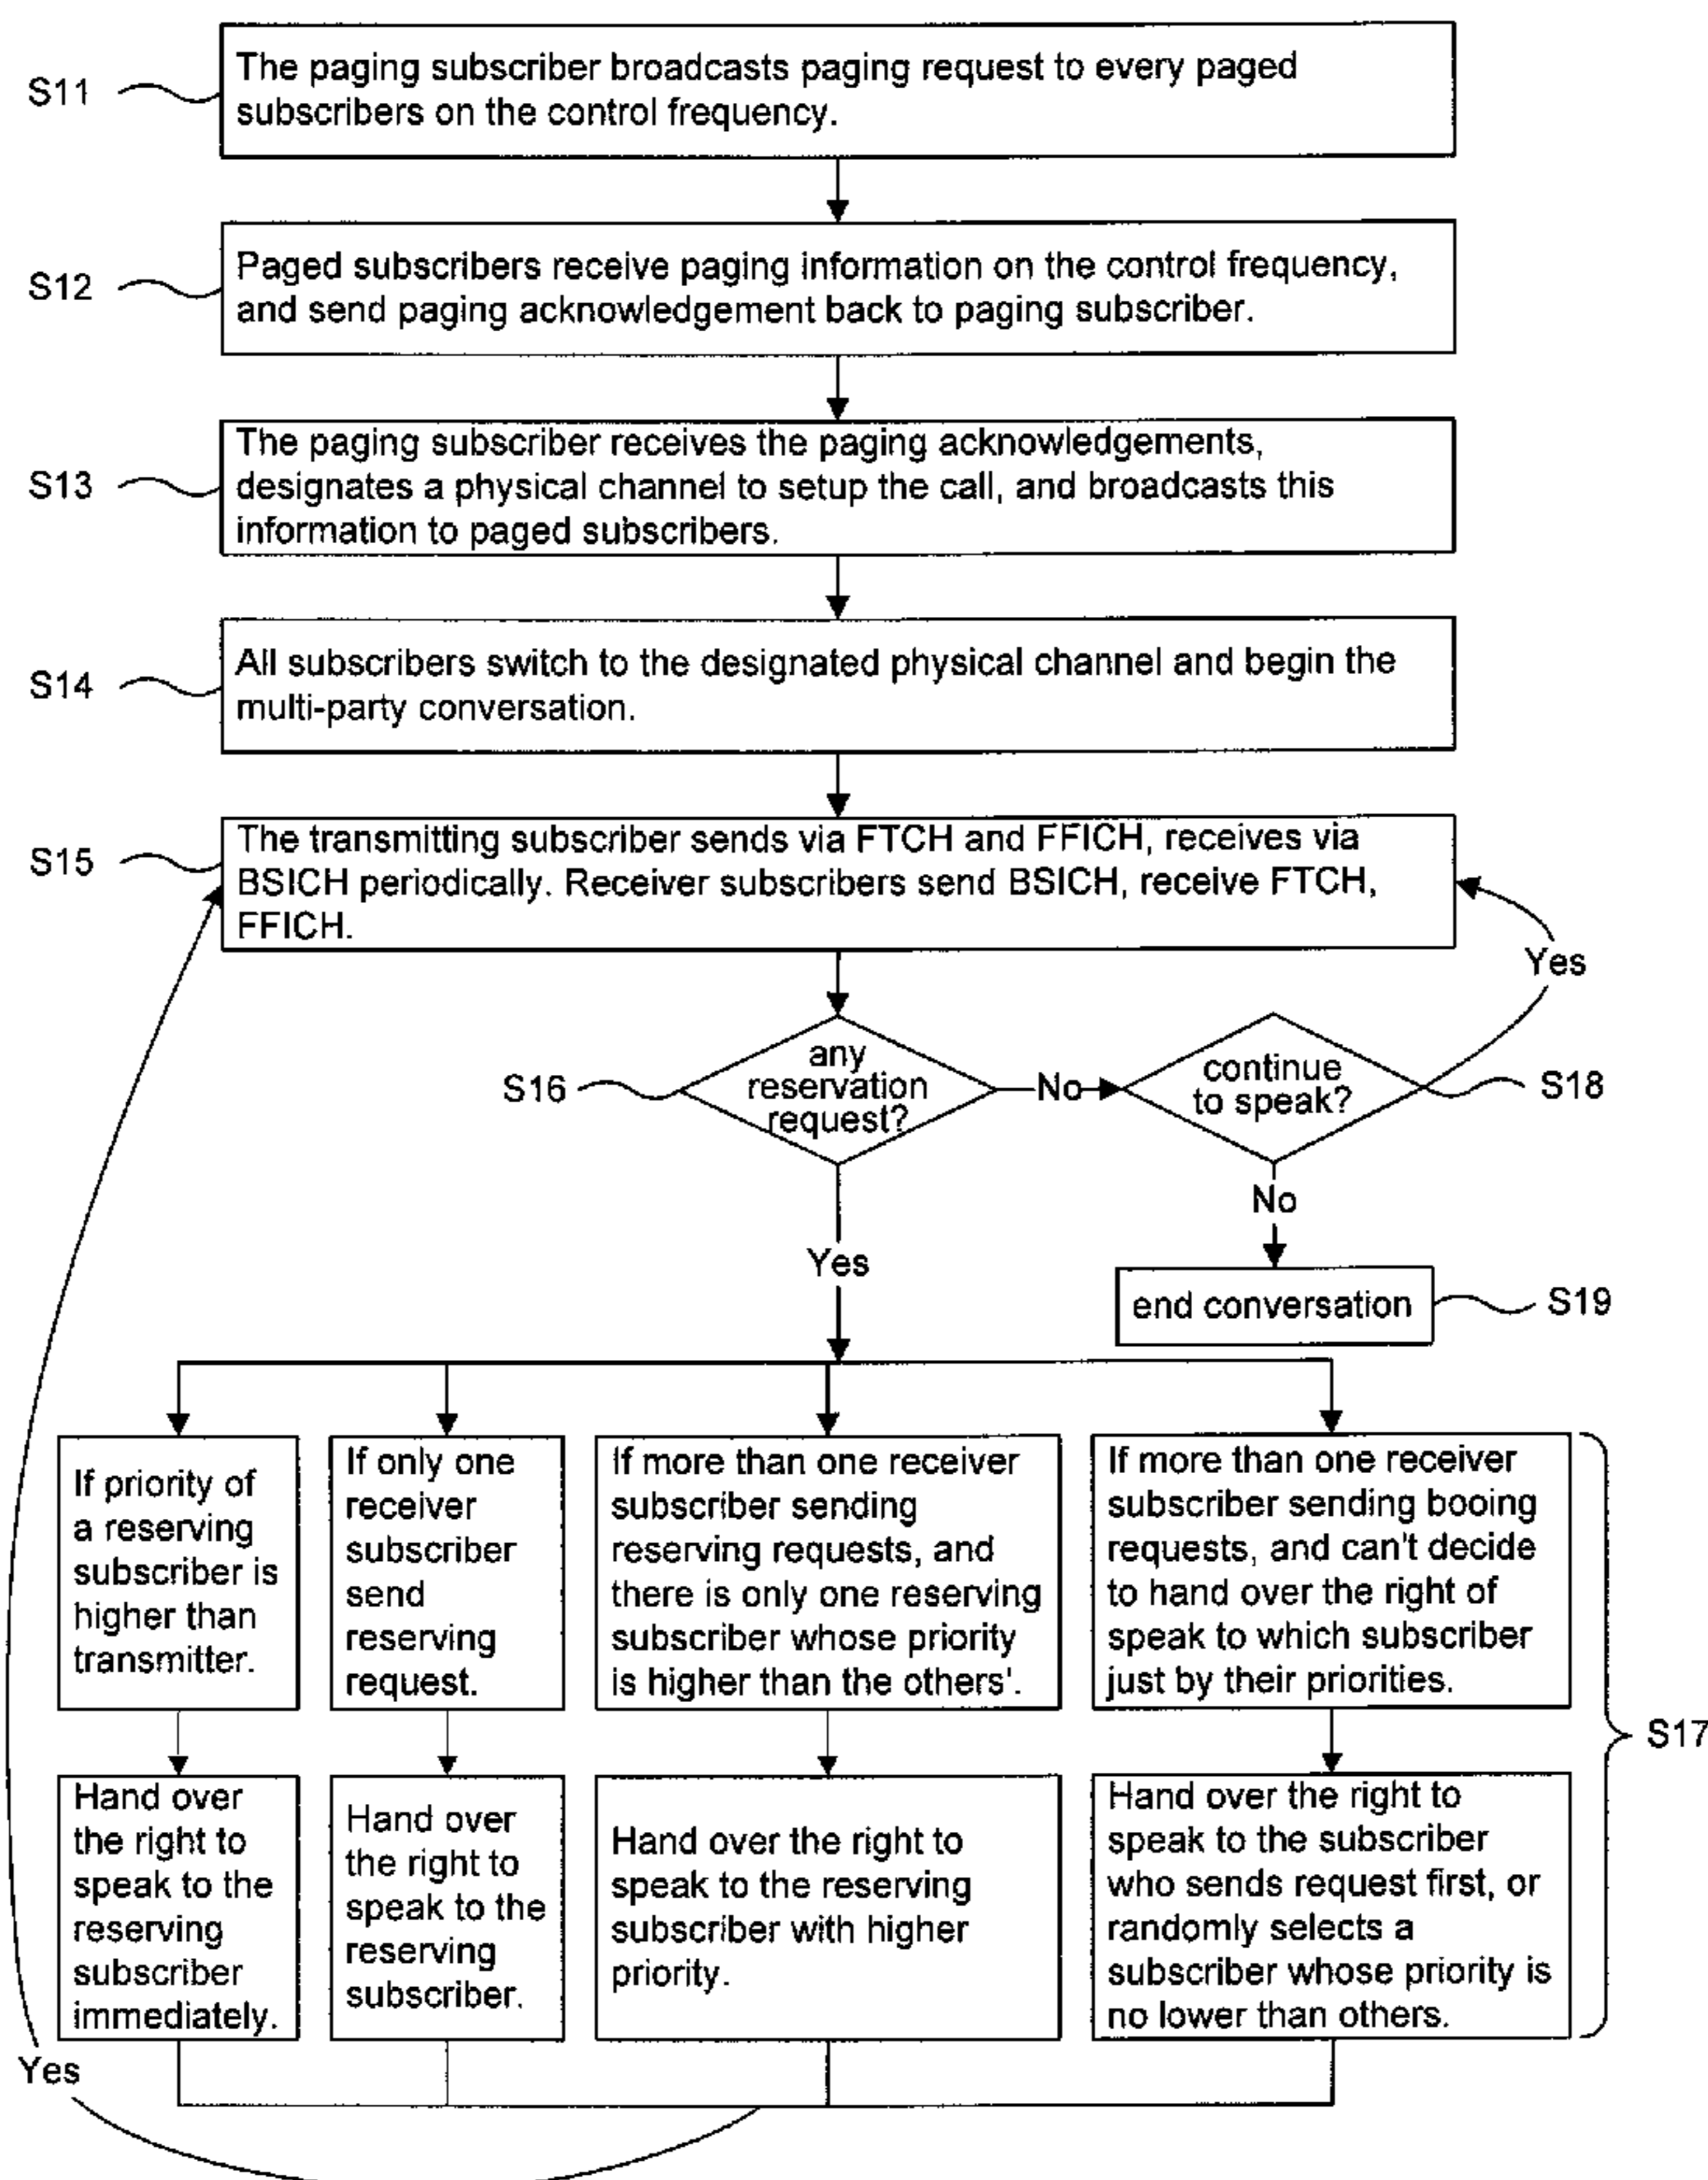 S11
The paging subscriber broadcasts paging request to every paged
subscribers on the control frequency.
S12
Paged subscribers receive paging information on the control frequency,
and send paging acknowledgement back to paging subscriber.
S13
The paging subscriber receives the paging acknowledgements,
designates a physical channel to setup the call, and broadcasts this
information to paged subscribers.
S14
All subscribers switch to the designated physical channel and begin the
multi-party conversation.
S15
The transmitting subscriber sends via FTCH and FFICH, receives via
BSICH periodically. Receiver subscribers send BSICH, receive FTCH,
FFICH.
Yes
S16
any
reservation
request?
No
continue
to speak?
S18
No
Yes
end conversation
S19
If priority of
a reserving
subscriber is
higher than
transmitter.
If only one
receiver
subscriber
send
reserving
request.
If more than one receiver
subscriber sending
reserving requests, and
there is only one reserving
subscriber whose priority
is higher than the others'.
If more than one receiver
subscriber sending booing
requests, and can't decide
to hand over the right of
speak to which subscriber
just by their priorities.
S17
Hand over
the right to
speak to the
reserving
subscriber
immediately.
Hand over
the right to
speak to the
reserving
subscriber.
Hand over the right to
speak to the reserving
subscriber with higher
priority.
Hand over the right to
speak to the subscriber
who sends request first, or
randomly selects a
subscriber whose priority is
no lower than others.
Yes